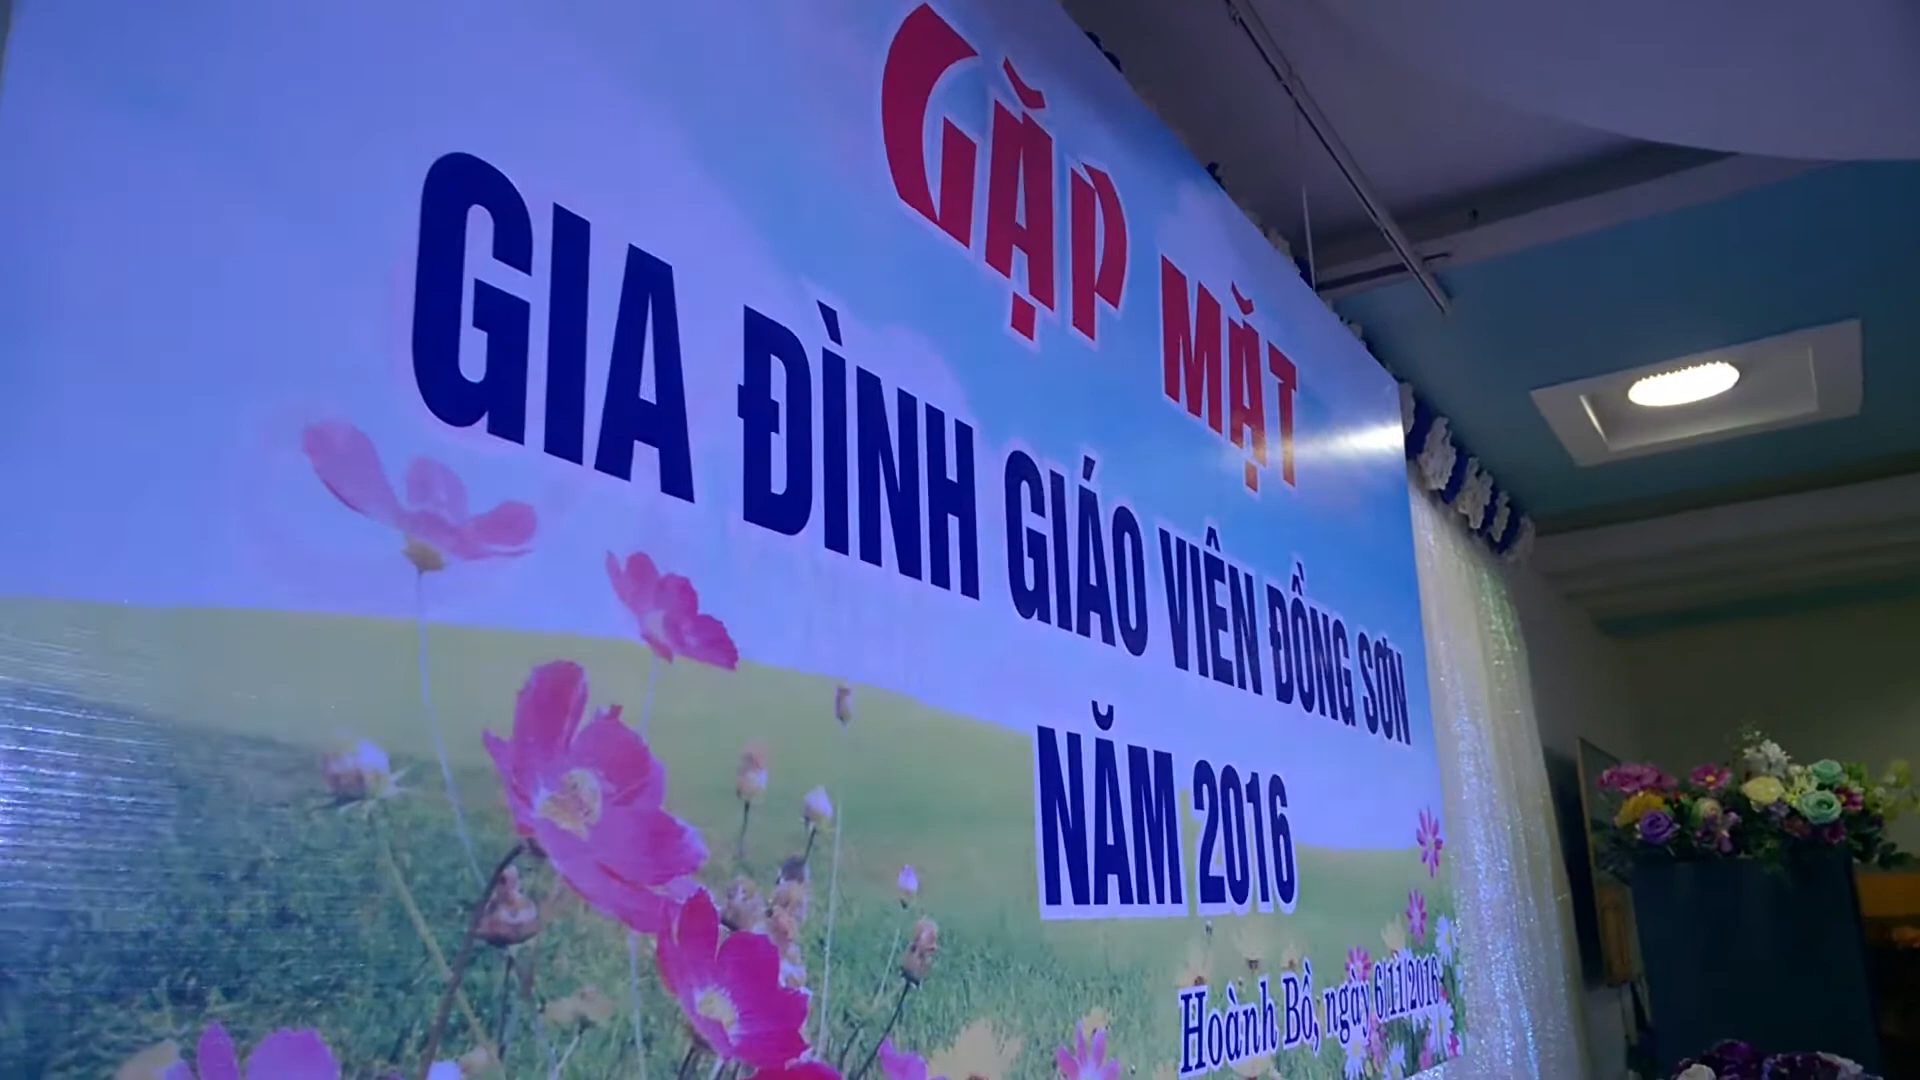 GẶP MẶT
GIA ĐÌNH GIÁO VIÊN ĐỒNG SƠN
NĂM 2016
Hoành Bồ, ngày 6/11/2016